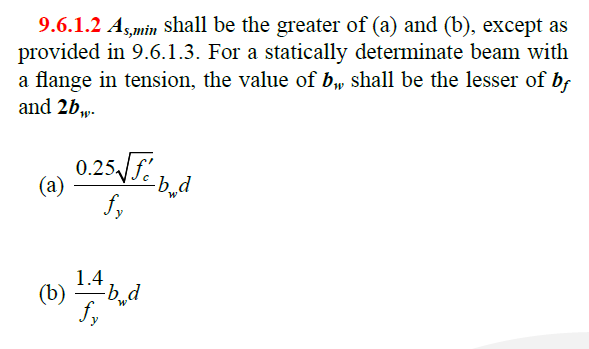 9.6.1.2 As,min shall be the greater of (a) and (b), except as
provided in 9.6.1.3. For a statically determinate beam with
a flange in tension, the value of bw shall be the lesser of bf
and 2bw.
(a) 0.25√fc′ / fy bwd
(b) 1.4 / fy bwd